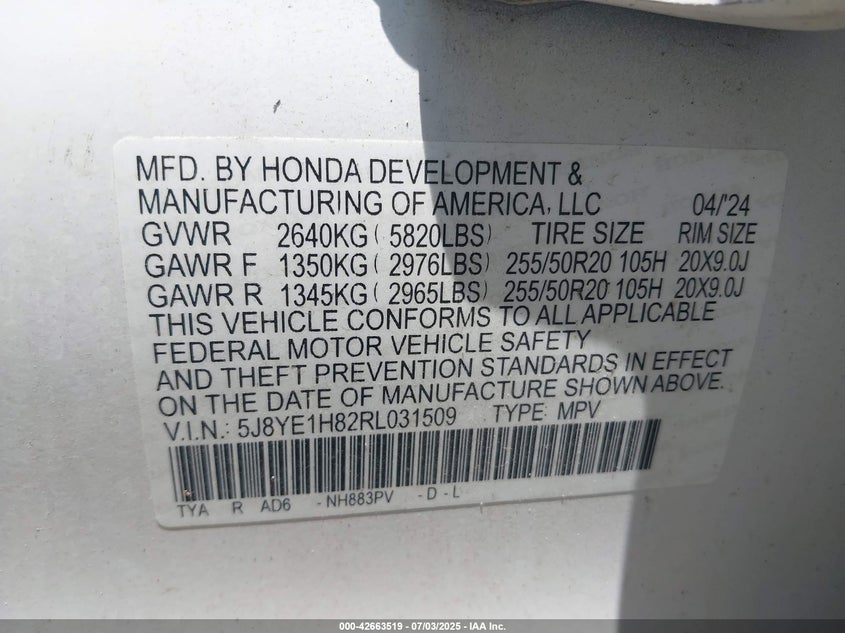 MFD. BY HONDA DEVELOPMENT &
MANUFACTURING OF AMERICA, LLC 04/'24
GVWR 2640KG ( 5820LBS) TIRE SIZE RIM SIZE
GAWR F 1350KG ( 2976LBS) 255/50R20 105H 20X9.0J
GAWR R 1345KG ( 2965LBS) 255/50R20 105H 20X9.0J
THIS VEHICLE CONFORMS TO ALL APPLICABLE
FEDERAL MOTOR VEHICLE SAFETY
AND THEFT PREVENTION STANDARDS IN EFFECT
ON THE DATE OF MANUFACTURE SHOWN ABOVE.
V.I.N.: 5J8YE1H82RL031509 TYPE: MPV
TYA R AD6 -NH883PV -D-L
000-42663519 - 07/03/2025 - IAA Inc.